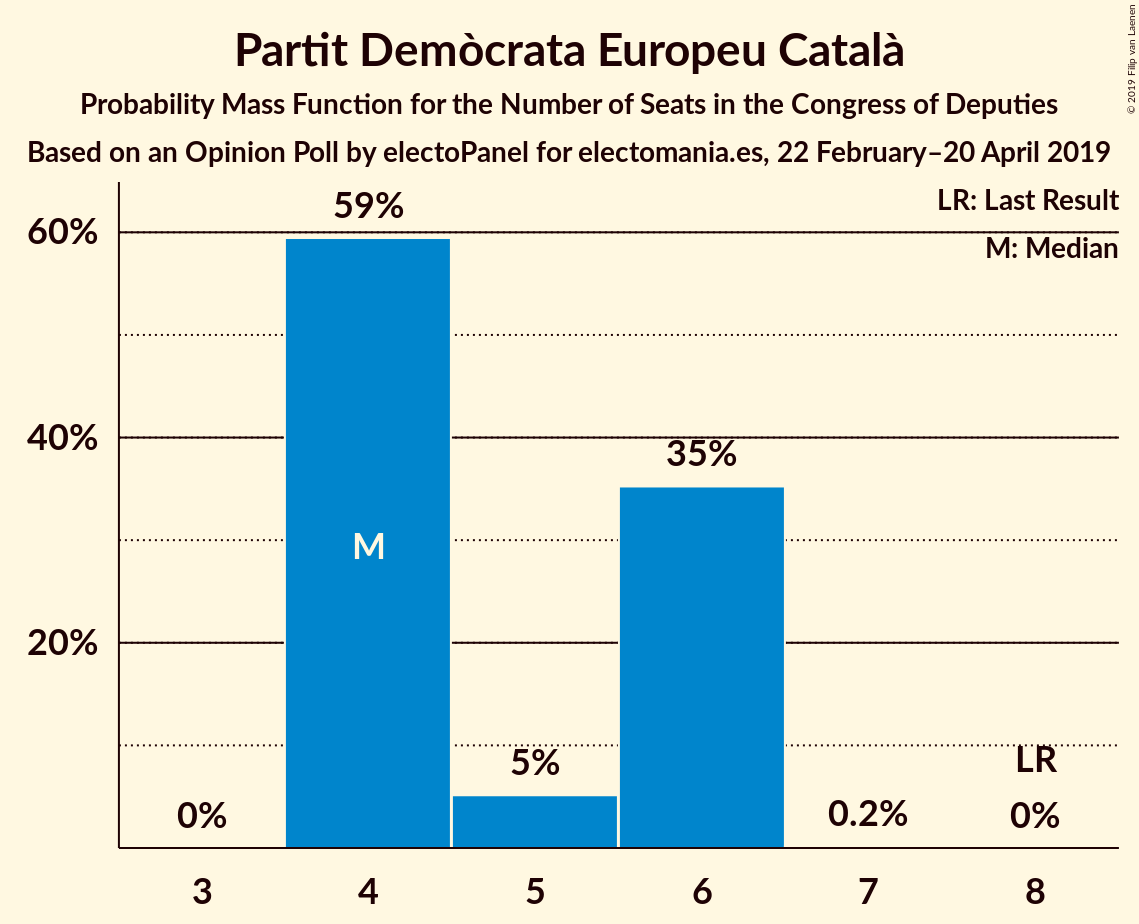 Partit Demòcrata Europeu Català
Probability Mass Function for the Number of Seats in the Congress of Deputies
Based on an Opinion Poll by electoPanel for electomania.es, 22 February–20 April 2019
© 2019 Filip van Laenen
LR: Last Result
M: Median
60%
40%
20%
59%
M
35%
5%
LR
0%
0.2%
0%
3 4 5 6 7 8